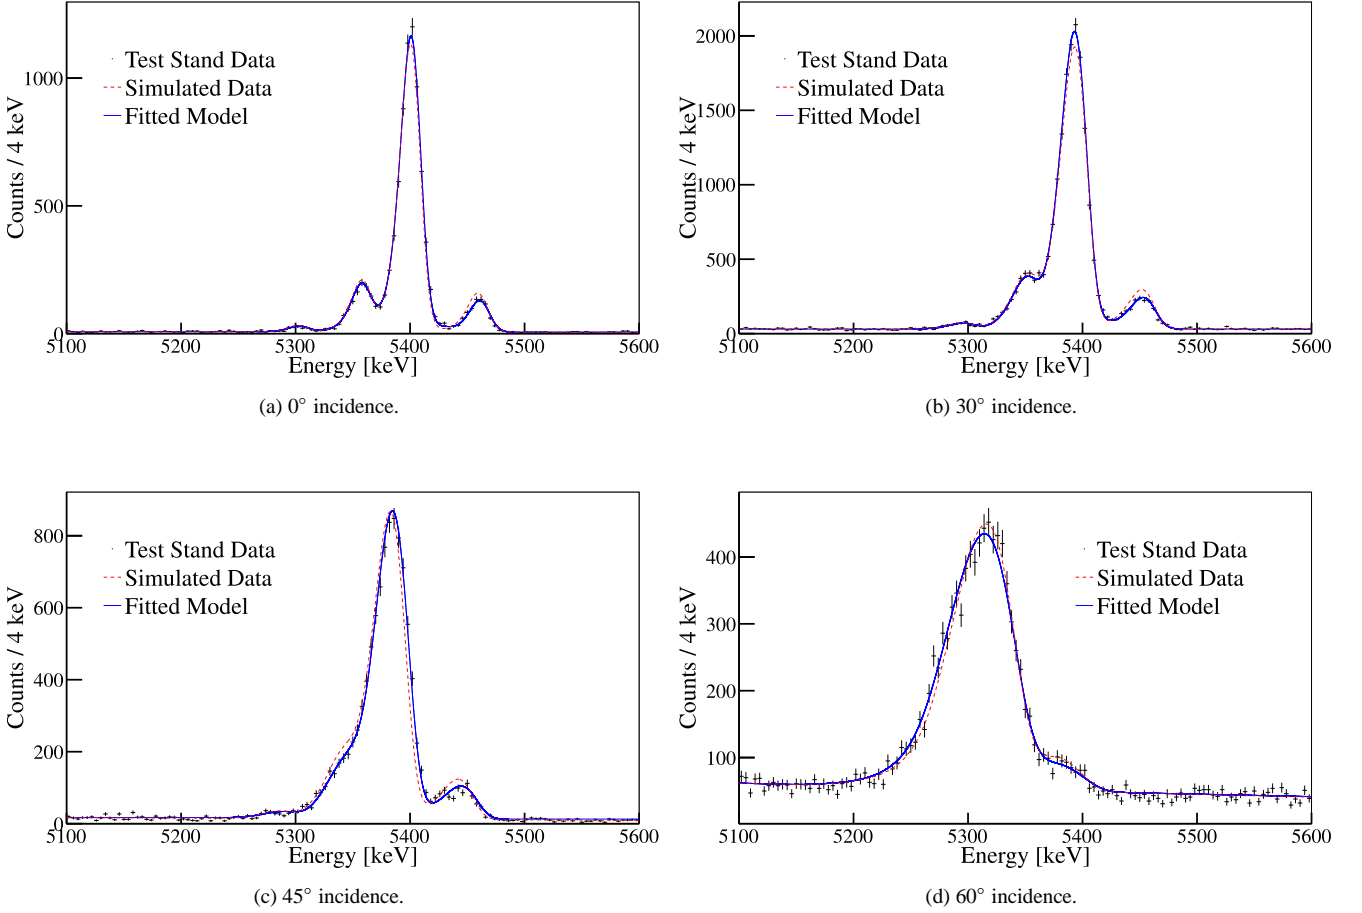 Counts / 4 keV
1000
500
0
Test Stand Data
Simulated Data
Fitted Model
5100 5200 5300 5400 5500 5600
Energy [keV]
(a) 0° incidence.
Counts / 4 keV
2000
1500
1000
500
0
Test Stand Data
Simulated Data
Fitted Model
5100 5200 5300 5400 5500 5600
Energy [keV]
(b) 30° incidence.
Counts / 4 keV
800
600
400
200
0
Test Stand Data
Simulated Data
Fitted Model
5100 5200 5300 5400 5500 5600
Energy [keV]
(c) 45° incidence.
Counts / 4 keV
400
300
200
100
Test Stand Data
Simulated Data
Fitted Model
5100 5200 5300 5400 5500 5600
Energy [keV]
(d) 60° incidence.